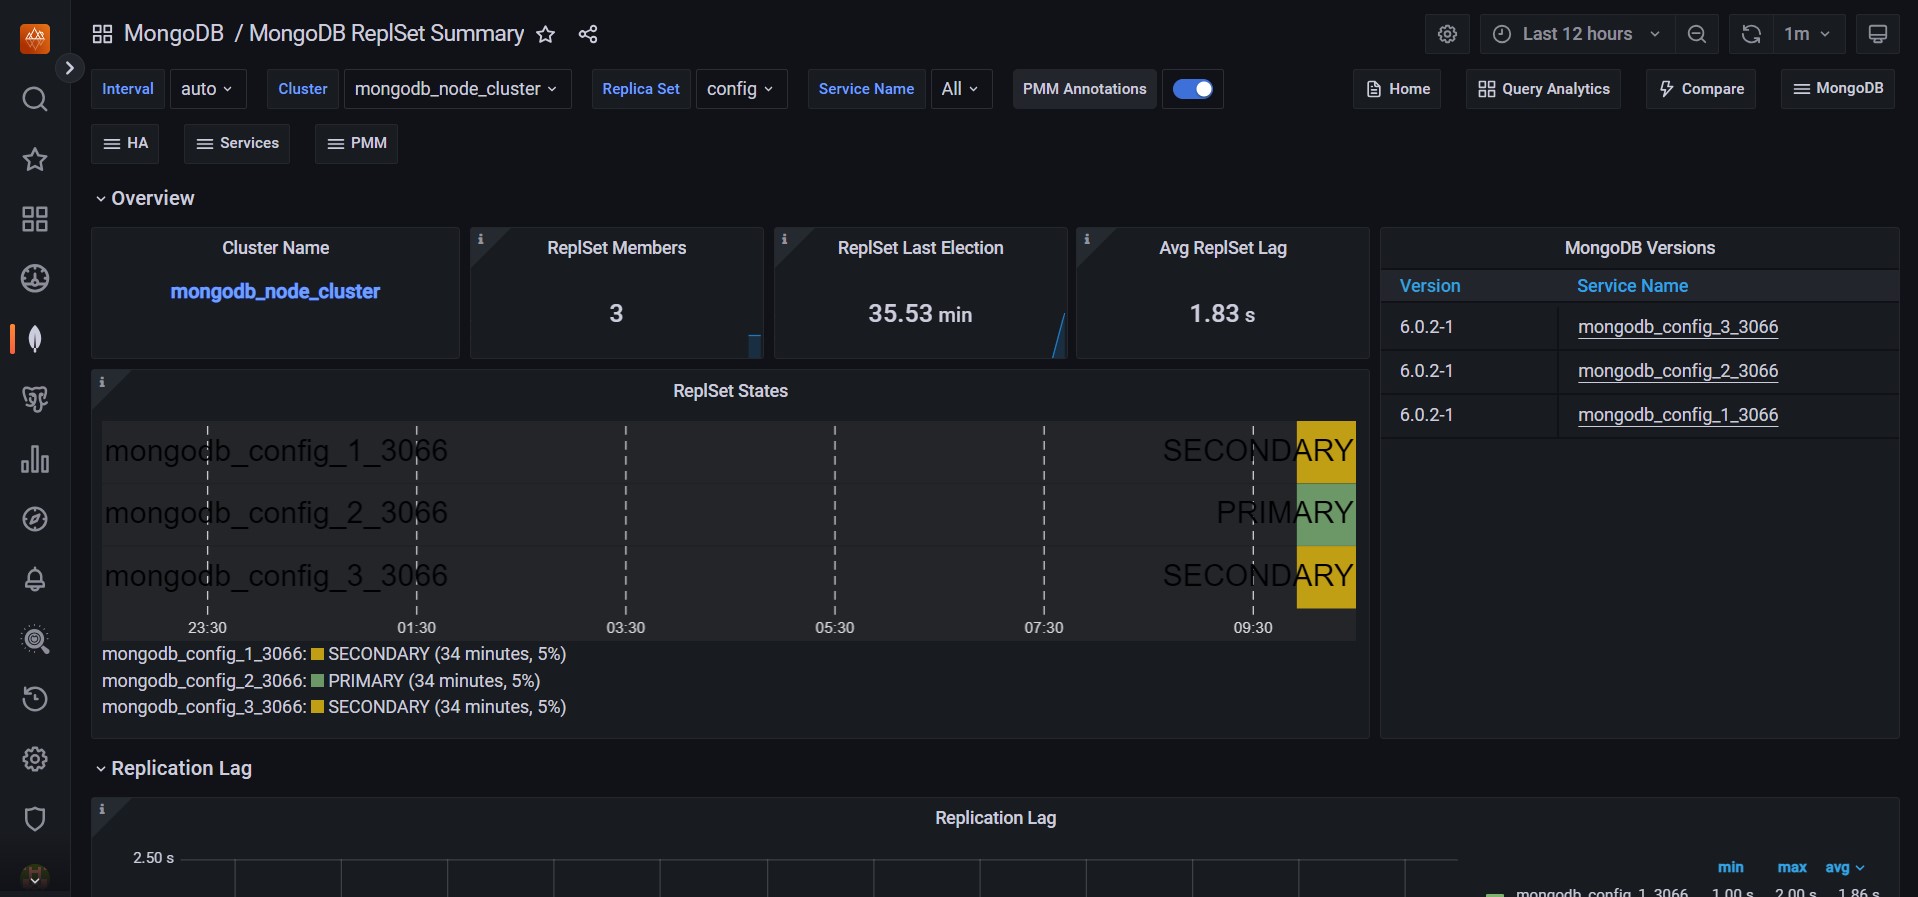 MongoDB / MongoDB ReplSet Summary
Last 12 hours
1m
Interval auto Cluster mongodb_node_cluster Replica Set config Service Name All PMM Annotations
Home Query Analytics Compare MongoDB
HA Services PMM
Overview
Cluster Name
mongodb_node_cluster
ReplSet Members
3
ReplSet Last Election
35.53 min
Avg ReplSet Lag
1.83 s
MongoDB Versions
Version Service Name
6.0.2-1 mongodb_config_3_3066
6.0.2-1 mongodb_config_2_3066
6.0.2-1 mongodb_config_1_3066
ReplSet States
mongodb_config_1_3066 SECONDARY
mongodb_config_2_3066 PRIMARY
mongodb_config_3_3066 SECONDARY
23:30 01:30 03:30 05:30 07:30 09:30
mongodb_config_1_3066: SECONDARY (34 minutes, 5%)
mongodb_config_2_3066: PRIMARY (34 minutes, 5%)
mongodb_config_3_3066: SECONDARY (34 minutes, 5%)
Replication Lag
Replication Lag
2.50 s
min max avg
mongodb_config_1_3066 1.00 s 2.00 s 1.86 s